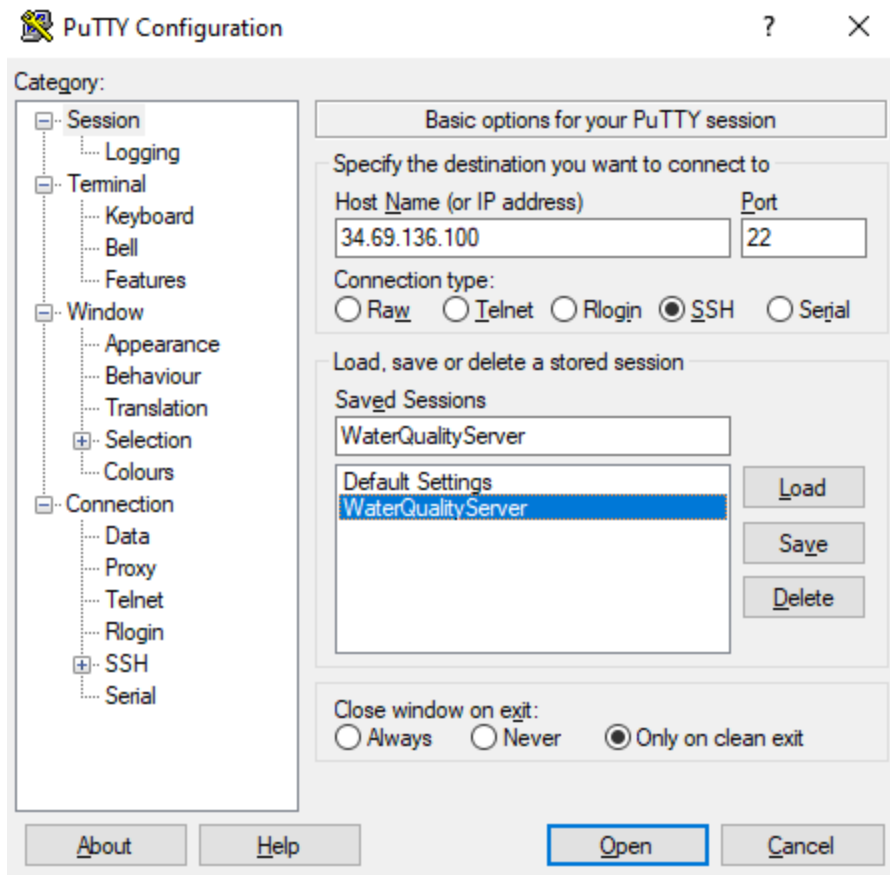 PuTTY Configuration
?
Category:
Session
Logging
Terminal
Keyboard
Bell
Features
Window
Appearance
Behaviour
Translation
Selection
Colours
Connection
Data
Proxy
Telnet
Rlogin
SSH
Serial
Basic options for your PuTTY session
Specify the destination you want to connect to
Host Name (or IP address) Port
34.69.136.100 22
Connection type:
Raw Telnet Rlogin SSH Serial
Load, save or delete a stored session
Saved Sessions
WaterQualityServer
Default Settings
WaterQualityServer
Load
Save
Delete
Close window on exit:
Always Never Only on clean exit
About Help Open Cancel